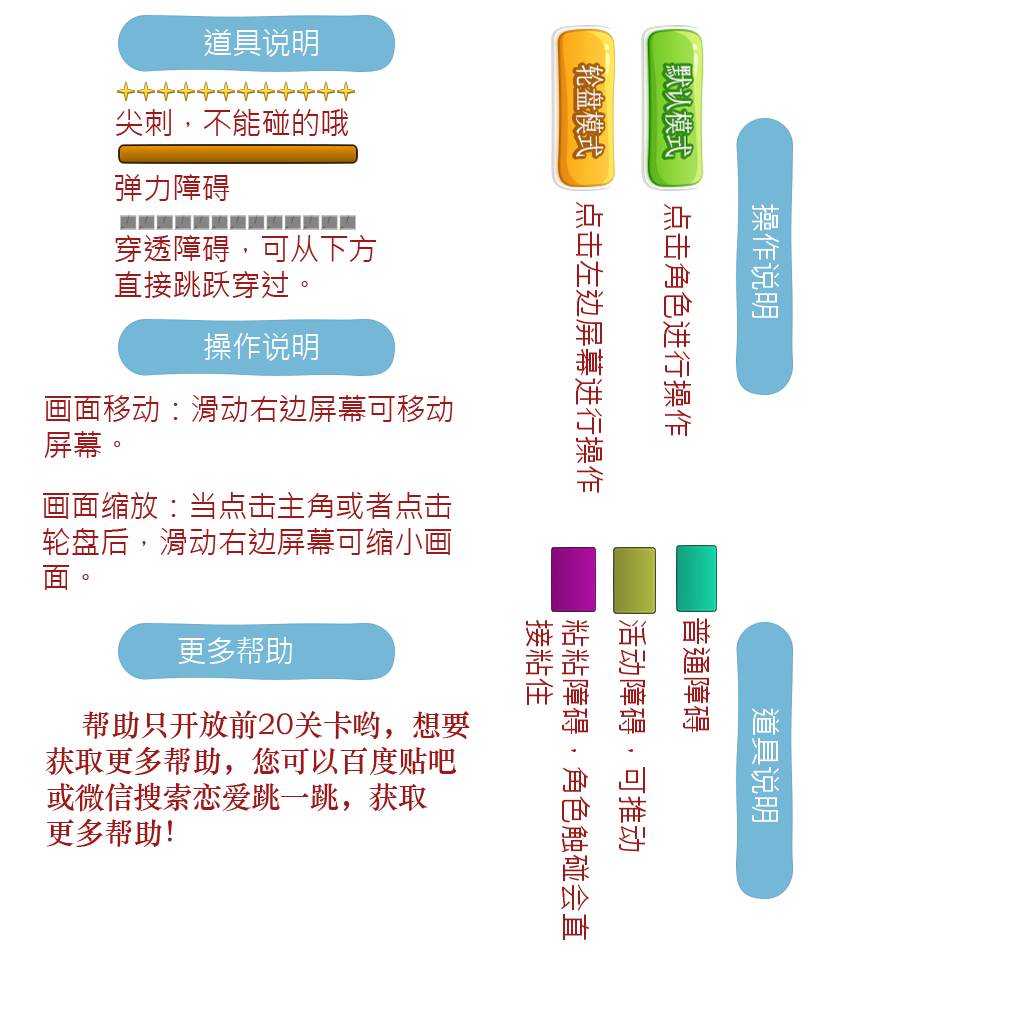 道具说明
尖刺，不能碰的哦
弹力障碍
穿透障碍，可从下方
直接跳跃穿过。
操作说明
画面移动：滑动右边屏幕可移动
屏幕。
画面缩放：当点击主角或者点击
轮盘后，滑动右边屏幕可缩小画
面。
更多帮助
帮助只开放前20关卡哟，想要
获取更多帮助，您可以百度贴吧
或微信搜索恋爱跳一跳，获取
更多帮助！
操作说明
默认模式
点击角色进行操作
轮盘模式
点击左边屏幕进行操作
道具说明
普通障碍
活动障碍，可推动
粘粘障碍，角色触碰会直
接粘住